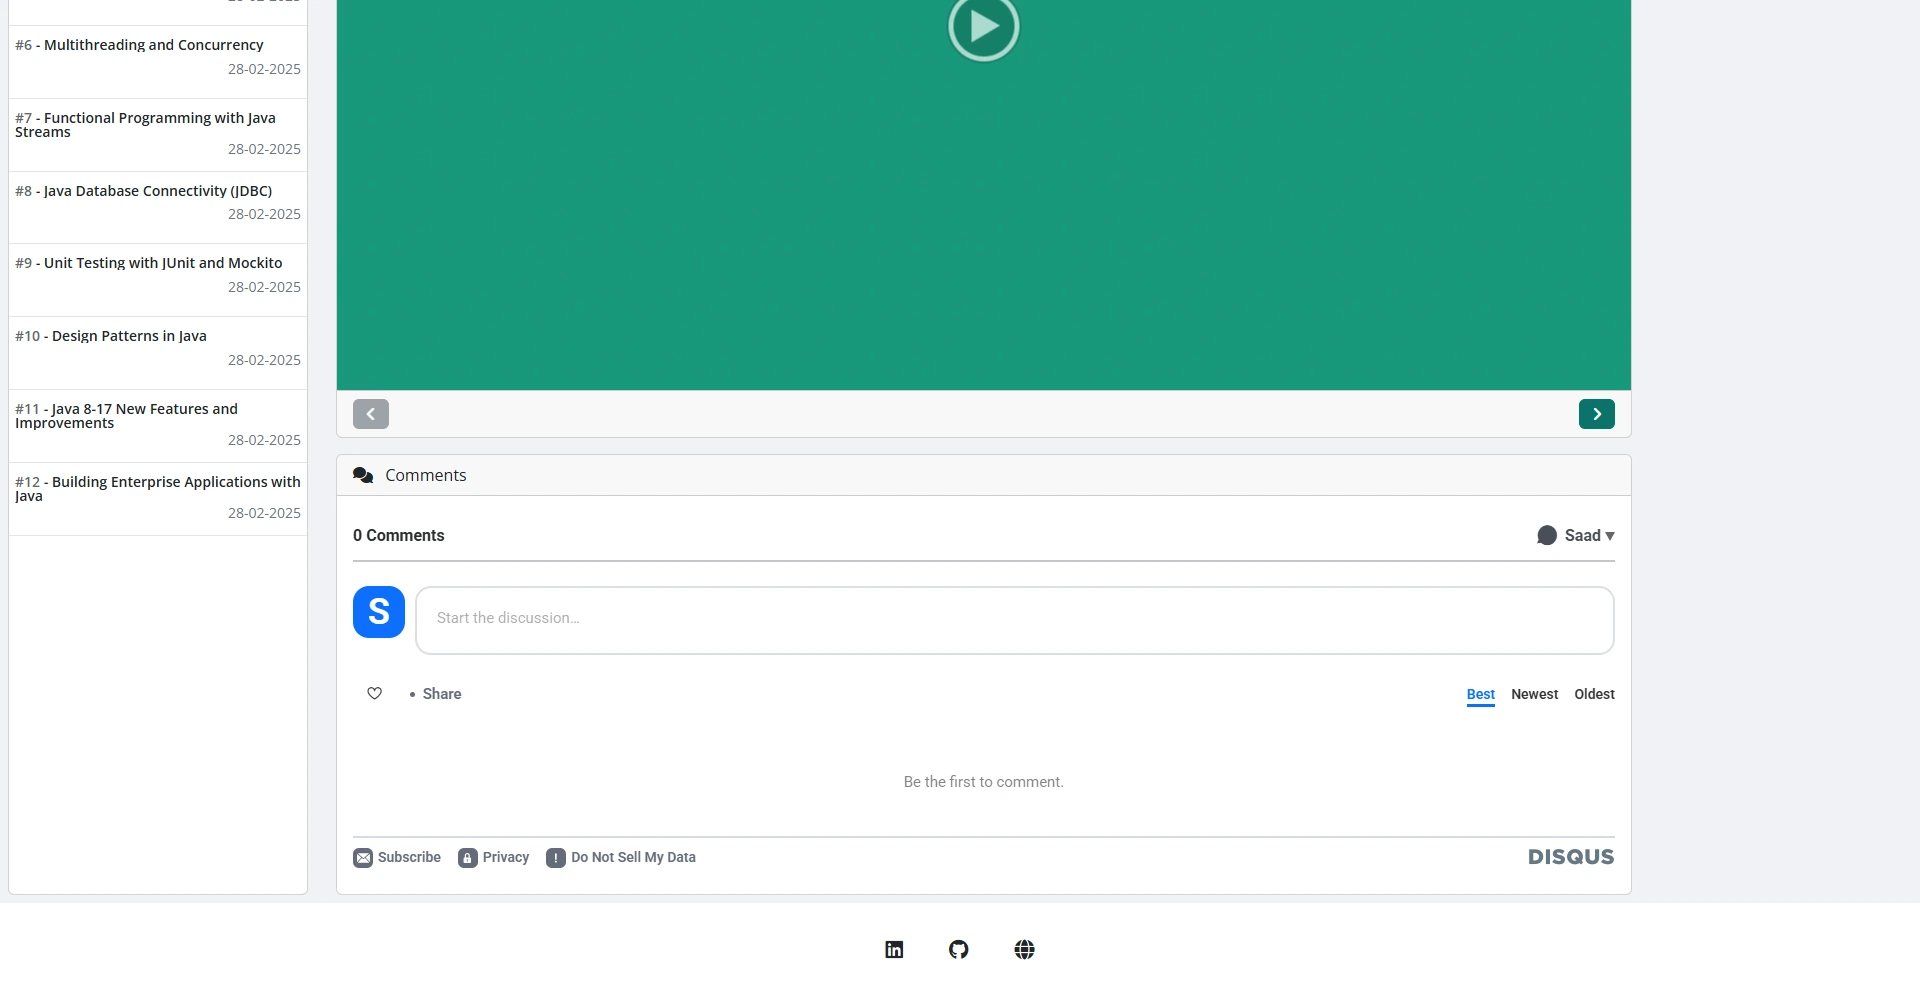 28-02-2025
#6 - Multithreading and Concurrency
28-02-2025
#7 - Functional Programming with Java
Streams
28-02-2025
#8 - Java Database Connectivity (JDBC)
28-02-2025
#9 - Unit Testing with JUnit and Mockito
28-02-2025
#10 - Design Patterns in Java
28-02-2025
#11 - Java 8-17 New Features and
Improvements
28-02-2025
#12 - Building Enterprise Applications with
Java
28-02-2025
Comments
0 Comments
Saad
S
Start the discussion...
• Share
Best Newest Oldest
Be the first to comment.
Subscribe Privacy Do Not Sell My Data
DISQUS